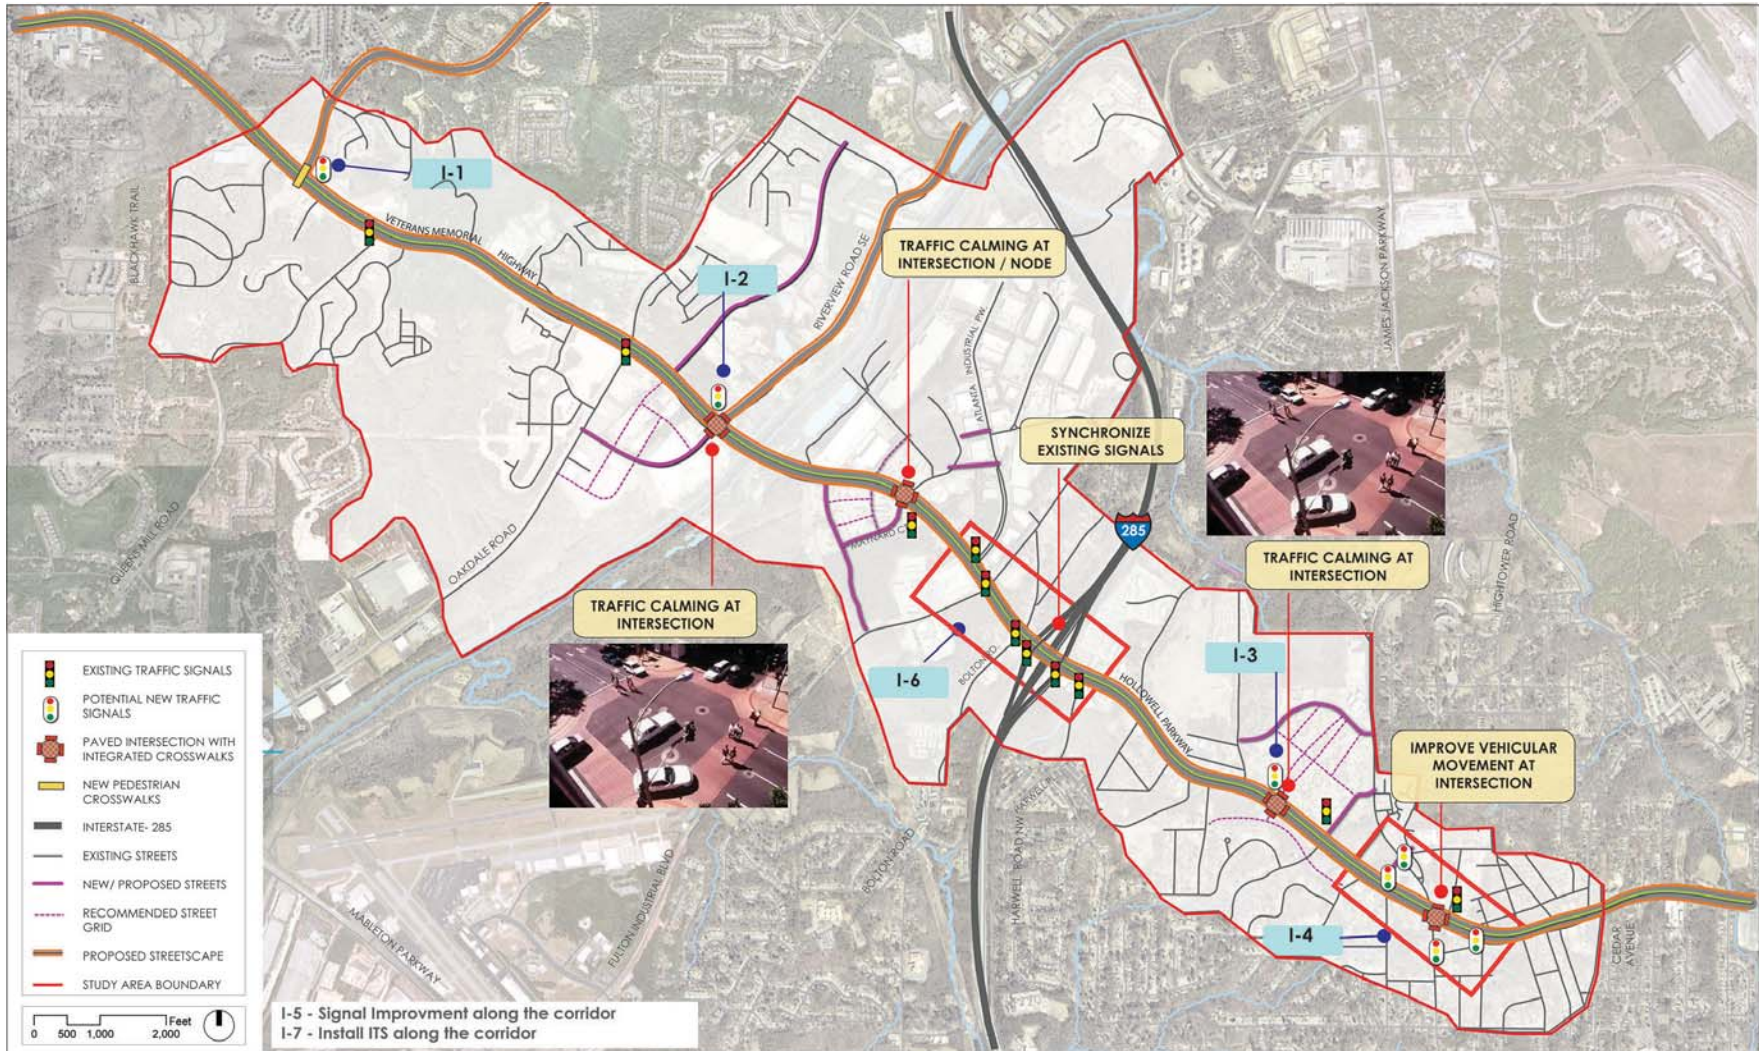 I-1
BLACKHAWK TRAIL
VETERANS MEMORIAL
HIGHWAY
I-2
RIVERVIEW ROAD SE
TRAFFIC CALMING AT
INTERSECTION / NODE
ATLANTA INDUSTRIAL PW.
JAMES JACKSON PARKWAY
SYNCHRONIZE
EXISTING SIGNALS
285
QUEENS MILL ROAD
OAKDALE ROAD
MAYNARD CT
HIGHTOWER ROAD
TRAFFIC CALMING AT
INTERSECTION
TRAFFIC CALMING AT
INTERSECTION
I-6
BOLTON RD.
I-3
HOLLOWELL PARKWAY
IMPROVE VEHICULAR
MOVEMENT AT
INTERSECTION
EXISTING TRAFFIC SIGNALS
POTENTIAL NEW TRAFFIC
SIGNALS
PAVED INTERSECTION WITH
INTEGRATED CROSSWALKS
NEW PEDESTRIAN
CROSSWALKS
INTERSTATE- 285
EXISTING STREETS
NEW/ PROPOSED STREETS
RECOMMENDED STREET
GRID
PROPOSED STREETSCAPE
STUDY AREA BOUNDARY
Feet
0 500 1,000 2,000
MABLETON PARKWAY
FULTON INDUSTRIAL BLVD
BOLTON ROAD
HARWELL ROAD NW
I-4
CEDAR
AVENUE
I-5 - Signal Improvment along the corridor
I-7 - Install ITS along the corridor